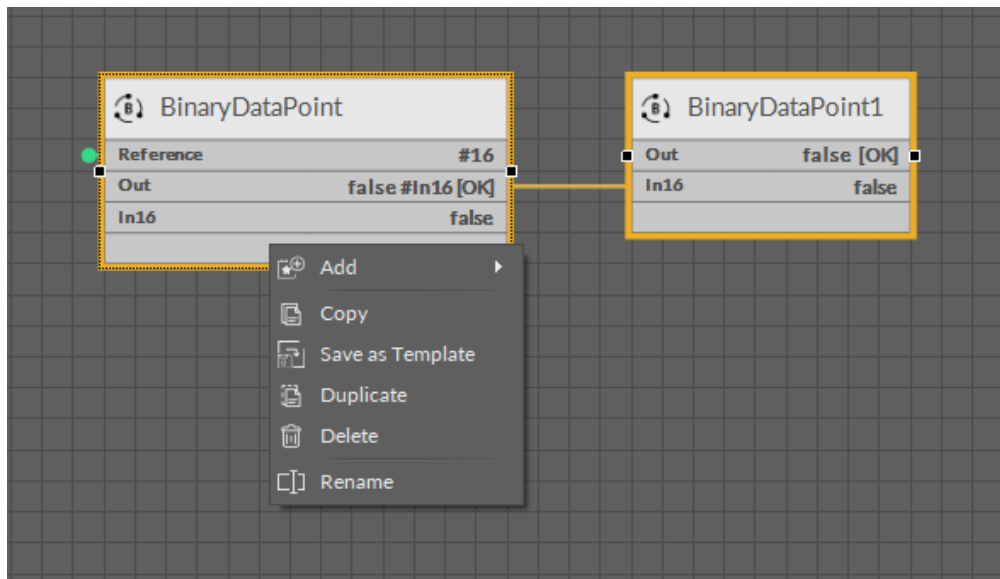 BinaryDataPoint
Reference #16
Out false #In16 [OK]
In16 false
BinaryDataPoint1
Out false [OK]
In16 false
Add
Copy
Save as Template
Duplicate
Delete
Rename